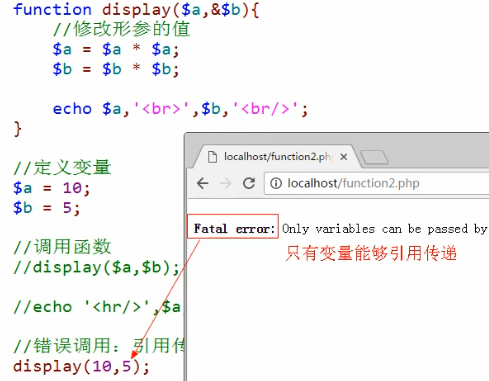 function display($a,&$b){
//修改形参的值
$a = $a * $a;
$b = $b * $b;
echo $a,'<br>',$b,'<br/>';
}
//定义变量
$a = 10;
$b = 5;
//调用函数
//display($a,$b);
//echo '<hr/>',$a
//错误调用：引用传
display(10,5);
localhost/function2.ph
localhost/function2.php
Fatal error: Only variables can be passed by
只有变量能够引用传递